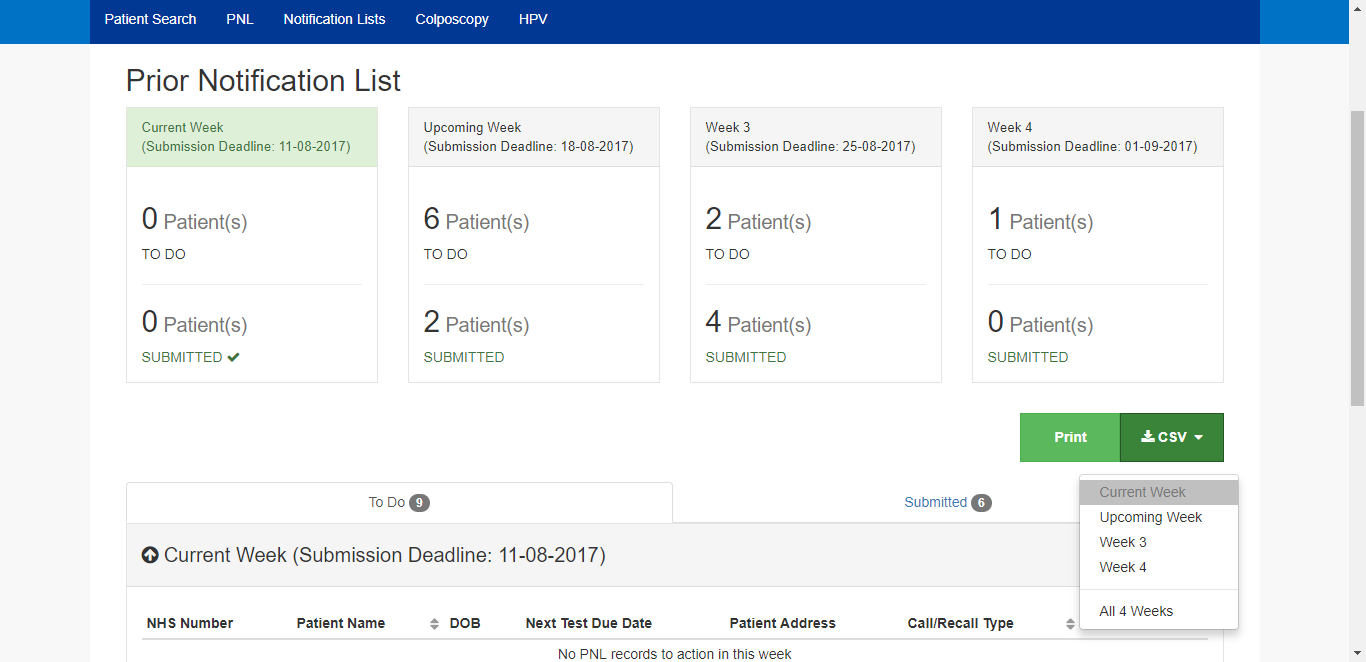 Patient Search PNL Notification Lists Colposcopy HPV
Prior Notification List
Current Week
(Submission Deadline: 11-08-2017)
0 Patient(s)
TO DO
0 Patient(s)
SUBMITTED
Upcoming Week
(Submission Deadline: 18-08-2017)
6 Patient(s)
TO DO
2 Patient(s)
SUBMITTED
Week 3
(Submission Deadline: 25-08-2017)
2 Patient(s)
TO DO
4 Patient(s)
SUBMITTED
Week 4
(Submission Deadline: 01-09-2017)
1 Patient(s)
TO DO
0 Patient(s)
SUBMITTED
Print CSV
Current Week
Upcoming Week
Week 3
Week 4
All 4 Weeks
To Do 9 Submitted 6
Current Week (Submission Deadline: 11-08-2017)
NHS Number Patient Name DOB Next Test Due Date Patient Address Call/Recall Type
No PNL records to action in this week